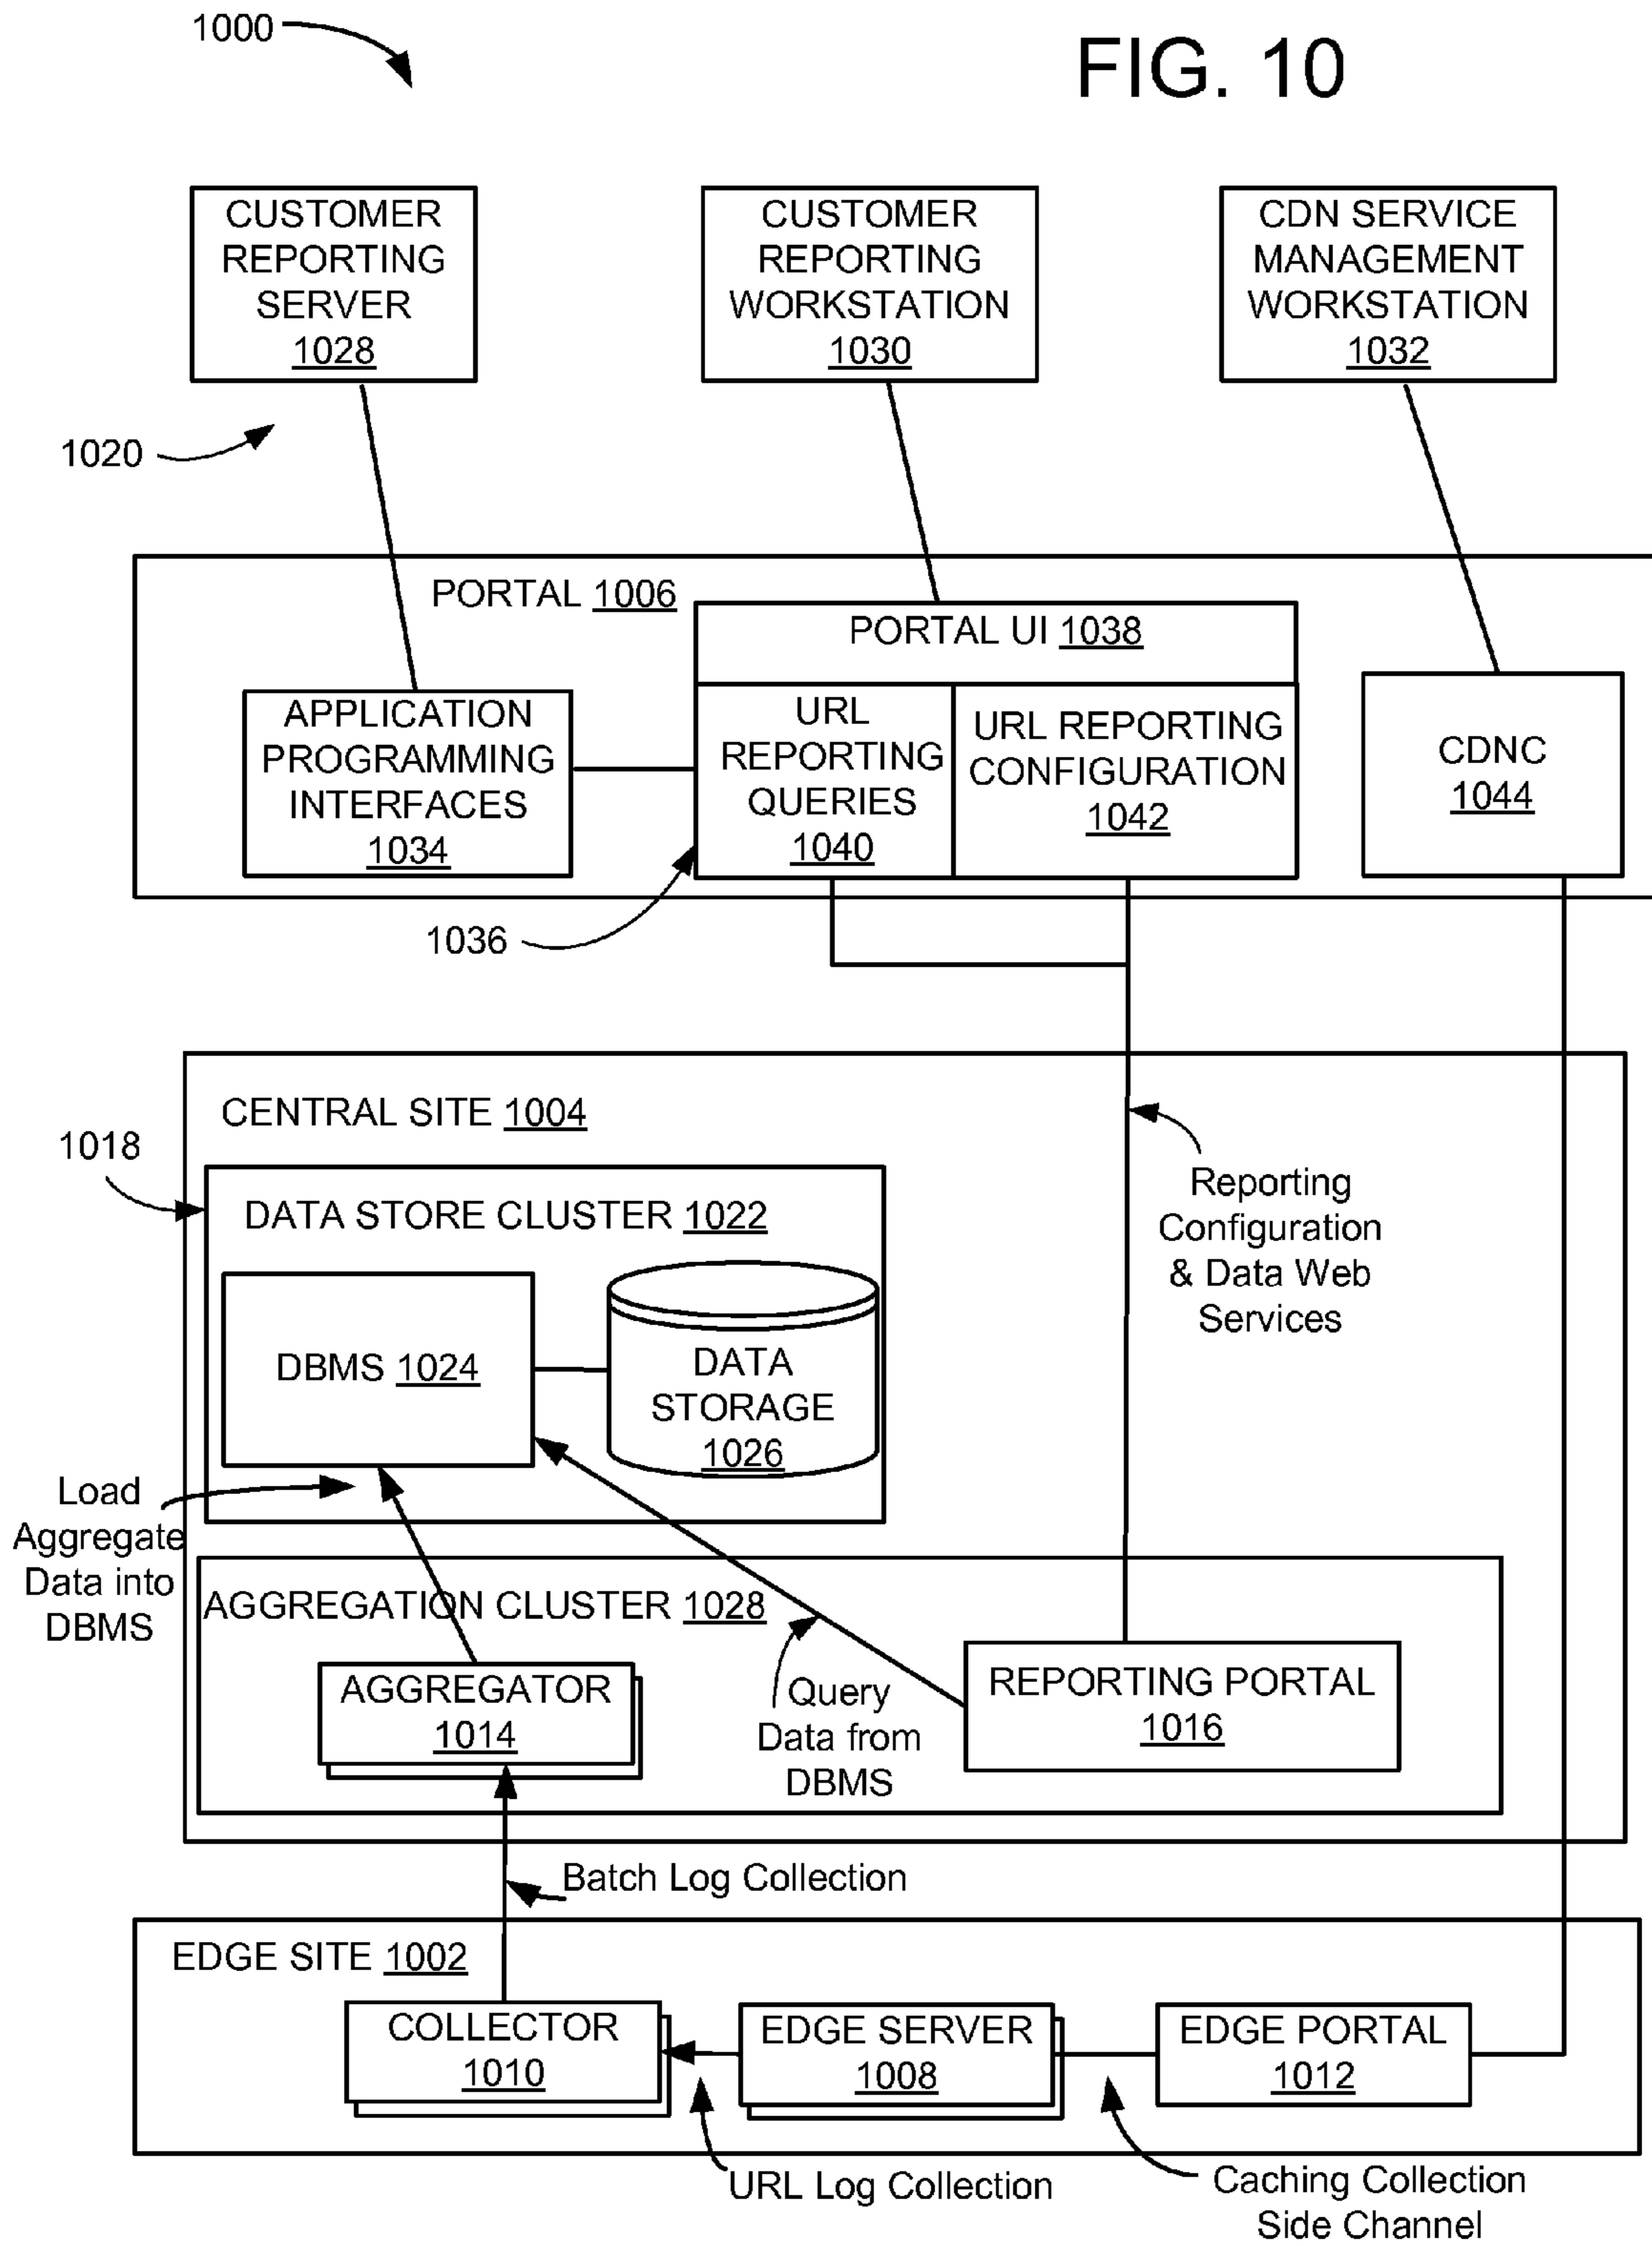 1000
FIG. 10
CUSTOMER
REPORTING
SERVER
1028
CUSTOMER
REPORTING
WORKSTATION
1030
CDN SERVICE
MANAGEMENT
WORKSTATION
1032
1020
PORTAL 1006
PORTAL UI 1038
APPLICATION
PROGRAMMING
INTERFACES
1034
URL
REPORTING
QUERIES
1040
URL REPORTING
CONFIGURATION
1042
CDNC
1044
1036
CENTRAL SITE 1004
1018
DATA STORE CLUSTER 1022
DBMS 1024
DATA
STORAGE
1026
Reporting
Configuration
& Data Web
Services
Load
Aggregate
Data into
DBMS
AGGREGATION CLUSTER 1028
AGGREGATOR
1014
Query
Data from
DBMS
REPORTING PORTAL
1016
Batch Log Collection
EDGE SITE 1002
COLLECTOR
1010
EDGE SERVER
1008
EDGE PORTAL
1012
URL Log Collection
Caching Collection
Side Channel